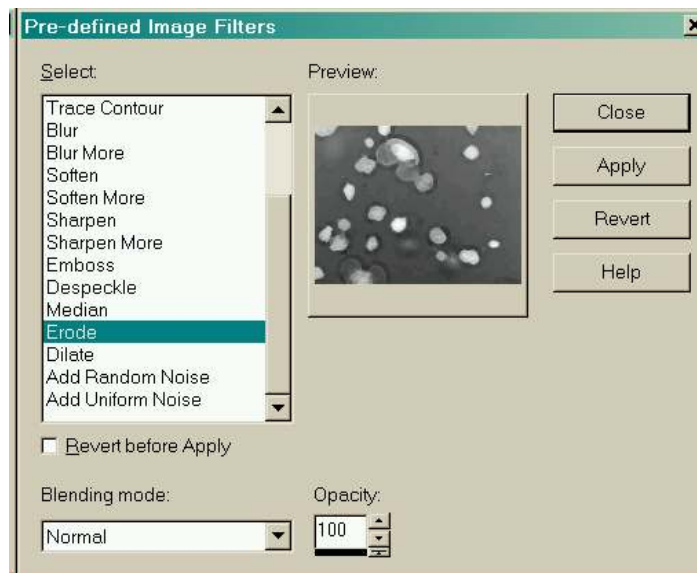 Pre-defined Image Filters
Select:
Trace Contour
Blur
Blur More
Soften
Soften More
Sharpen
Sharpen More
Emboss
Despeckle
Median
Erode
Dilate
Add Random Noise
Add Uniform Noise
Revert before Apply
Blending mode:
Normal
Preview:
Opacity:
100
Close
Apply
Revert
Help